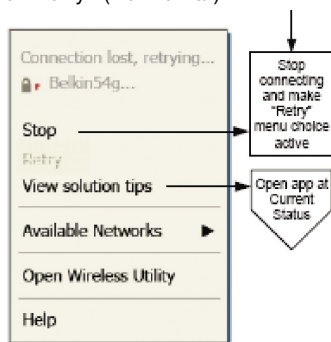 Connection lost, retrying...
Belkin54g...
Stop
Retry
View solution tips
Available Networks
Open Wireless Utility
Help
Stop
connecting
and make
"Retry"
menu choice
active
Open app at
Current
Status